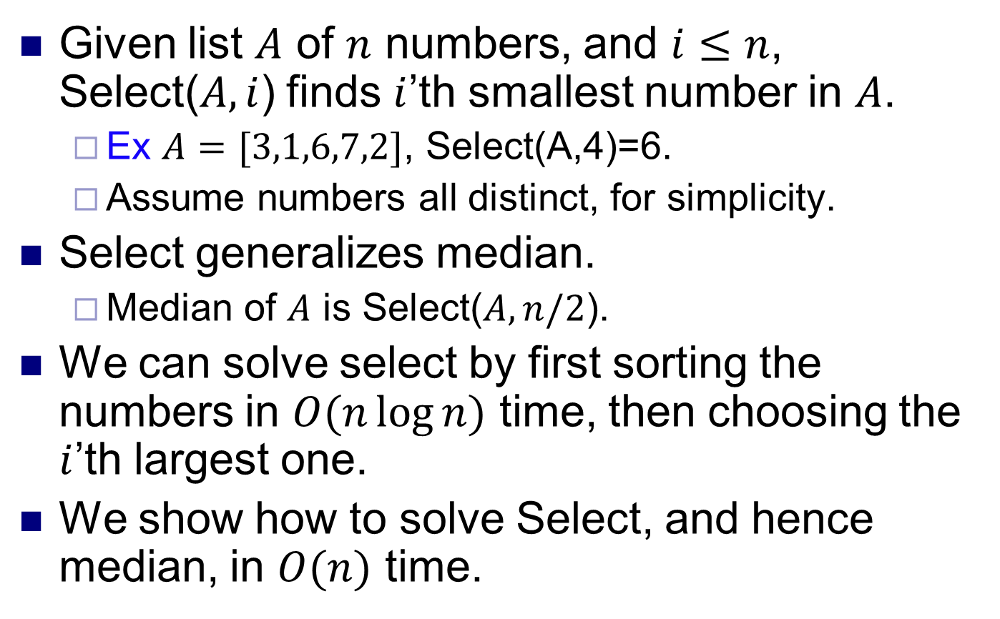 Given list A of n numbers, and i ≤ n,
Select(A, i) finds i’th smallest number in A.
Ex A = [3,1,6,7,2], Select(A,4)=6.
Assume numbers all distinct, for simplicity.
Select generalizes median.
Median of A is Select(A, n/2).
We can solve select by first sorting the
numbers in O(n log n) time, then choosing the
i’th largest one.
We show how to solve Select, and hence
median, in O(n) time.